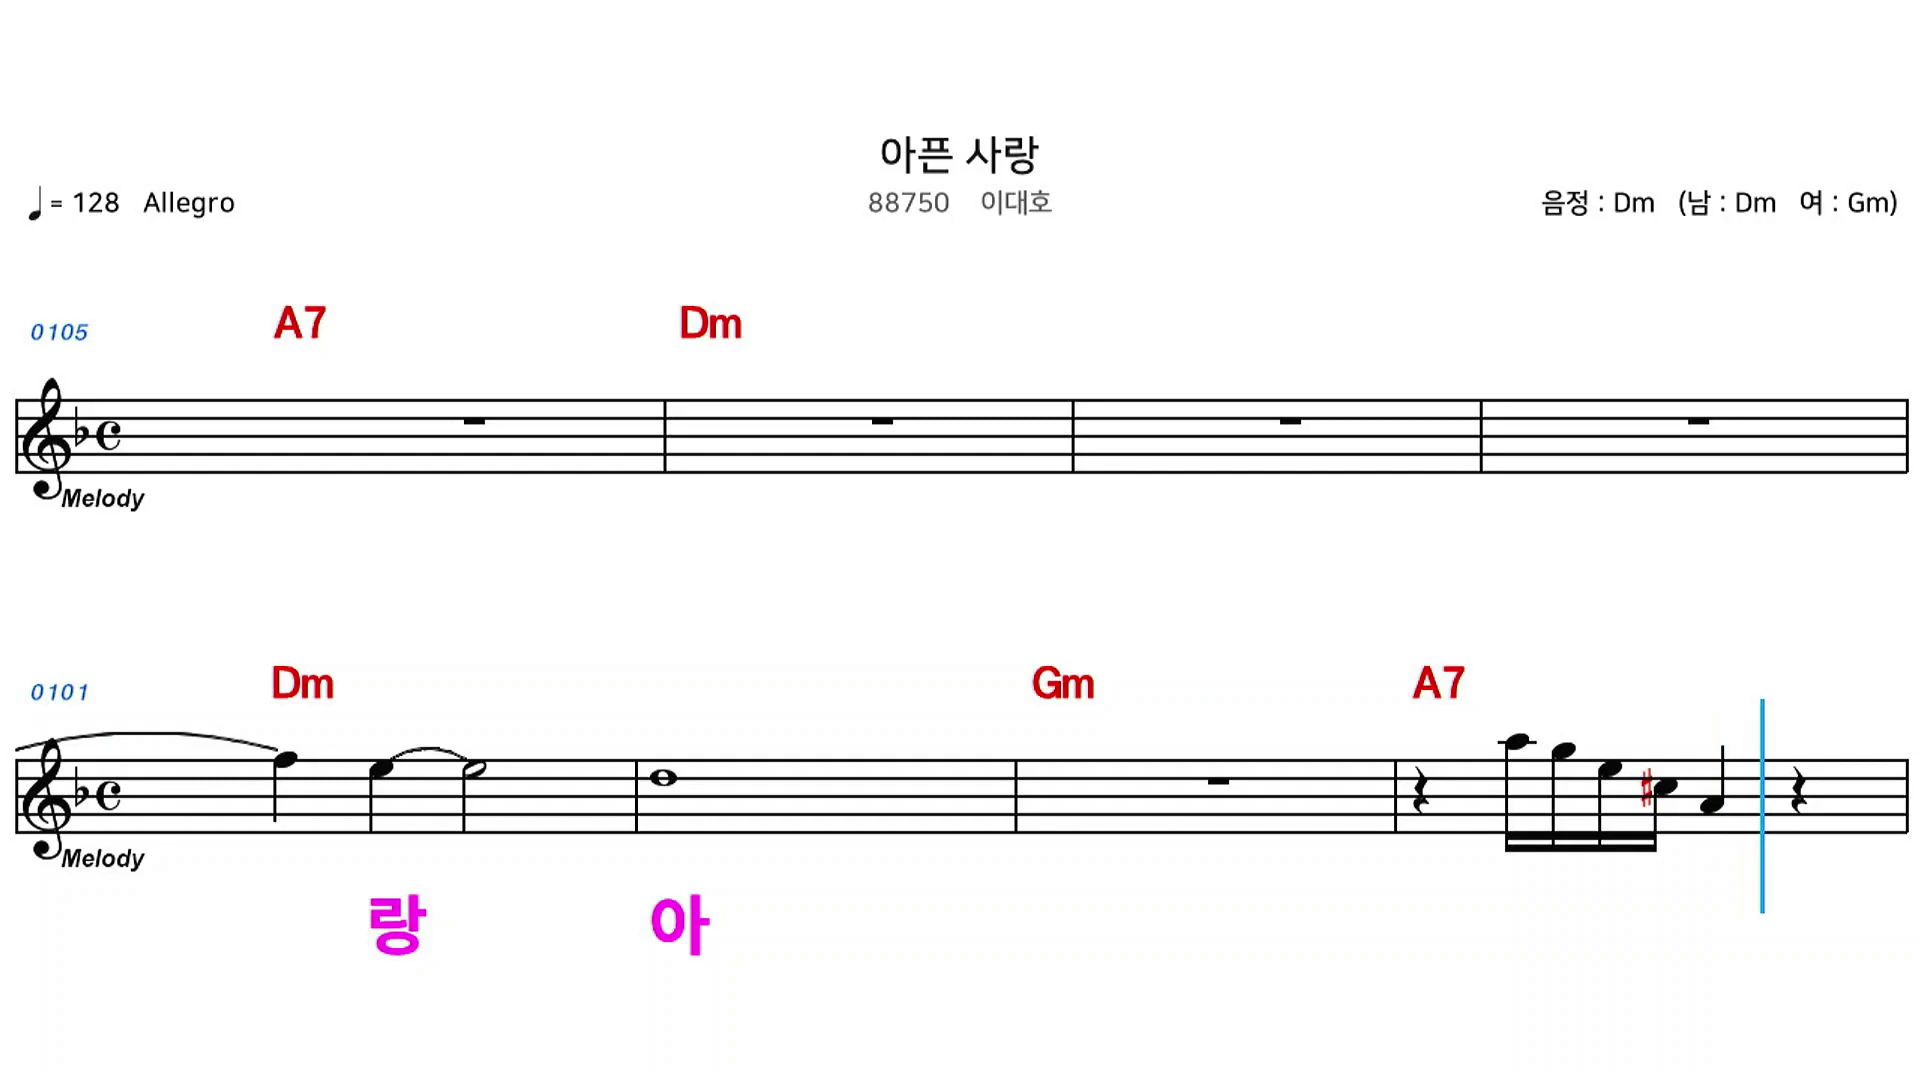 아픈 사랑
♩= 128 Allegro 88750 이대호 음정 : Dm (남 : Dm 여 : Gm)
0105 A7 Dm
Melody
0101 Dm Gm A7
Melody
랑 아